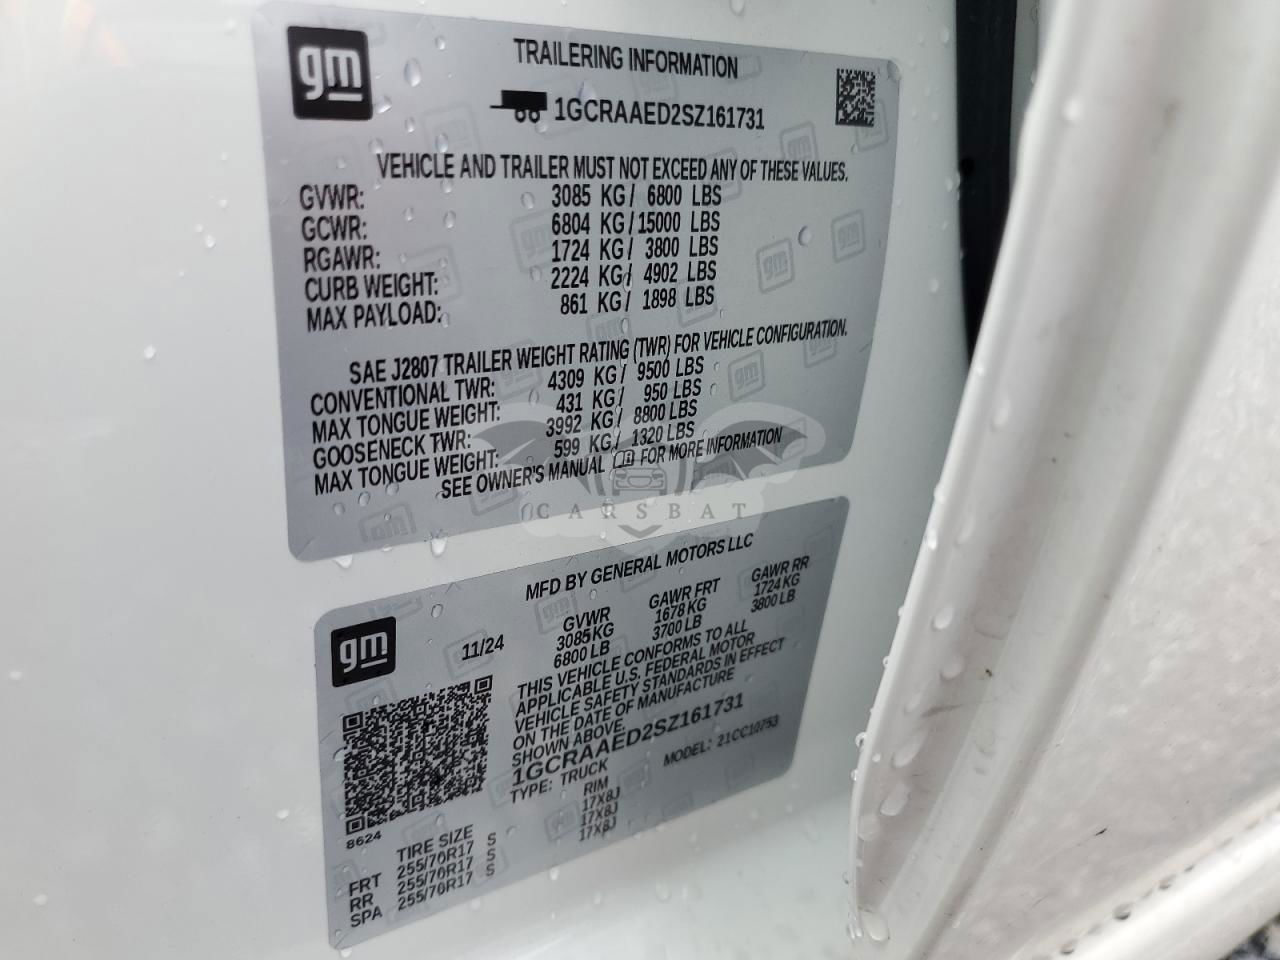 gm
TRAILERING INFORMATION
1GCRAAED2SZ161731
VEHICLE AND TRAILER MUST NOT EXCEED ANY OF THESE VALUES.
GVWR: 3085 KG/ 6800 LBS
GCWR: 6804 KG/15000 LBS
RGAWR: 1724 KG/ 3800 LBS
CURB WEIGHT: 2224 KG/ 4902 LBS
MAX PAYLOAD: 861 KG/ 1898 LBS
SAE J2807 TRAILER WEIGHT RATING (TWR) FOR VEHICLE CONFIGURATION.
CONVENTIONAL TWR: 4309 KG/ 9500 LBS
MAX TONGUE WEIGHT: 431 KG/ 950 LBS
GOOSENECK TWR: 3992 KG/ 8800 LBS
MAX TONGUE WEIGHT: 599 KG/ 1320 LBS
SEE OWNER'S MANUAL FOR MORE INFORMATION
CARSBAT
MFD BY GENERAL MOTORS LLC
gm
11/24
GVWR GAWR FRT GAWR RR
3085KG 1678KG 1724KG
6800LB 3700LB 3800LB
THIS VEHICLE CONFORMS TO ALL
APPLICABLE U.S. FEDERAL MOTOR
VEHICLE SAFETY STANDARDS IN EFFECT
ON THE DATE OF MANUFACTURE
SHOWN ABOVE.
1GCRAAED2SZ161731
TYPE: TRUCK MODEL: 21CC10753
8624
TIRE SIZE RIM
FRT 255/70R17 S 17X8J
RR 255/70R17 S 17X8J
SPA 255/70R17 S 17X8J